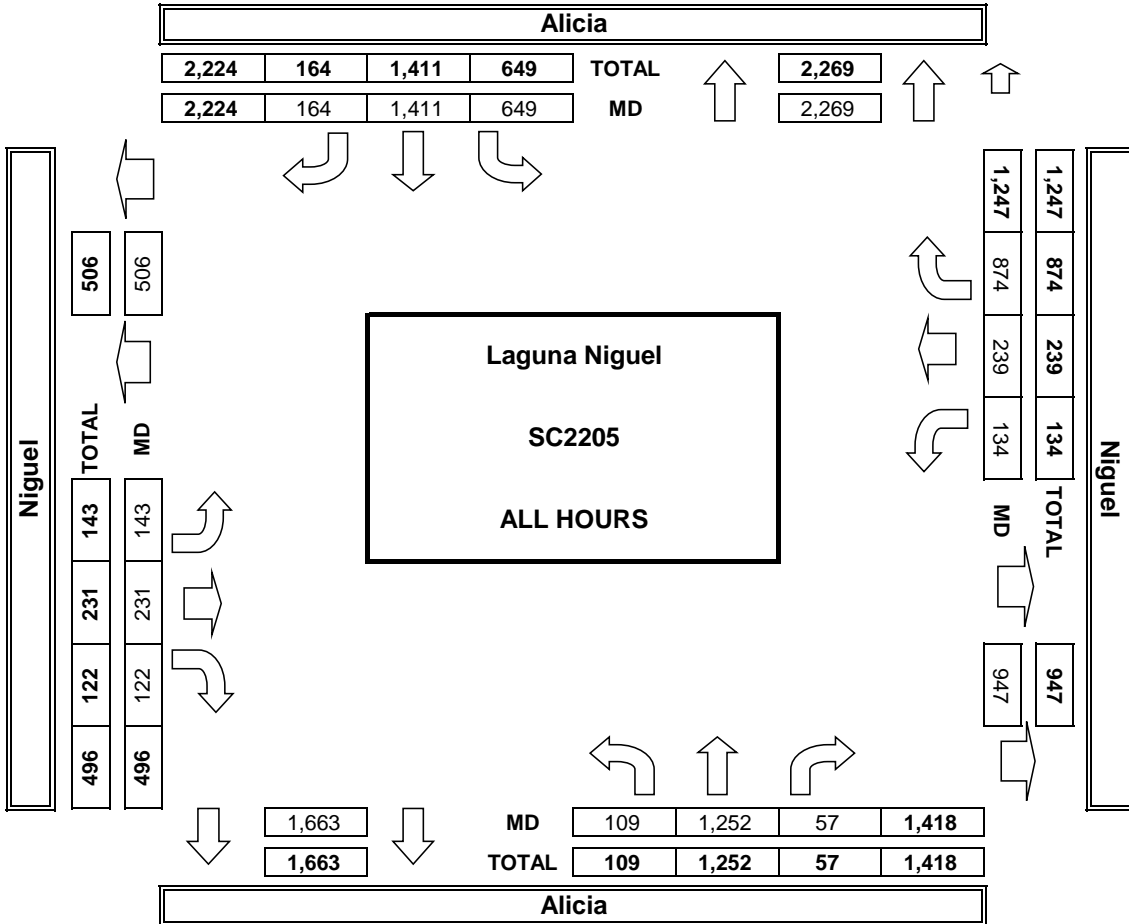 Alicia
2,224 164 1,411 649 TOTAL 2,269
2,224 164 1,411 649 MD 2,269
Niguel
506
506
TOTAL
MD
143 231 122 496
143 231 122 496
Laguna Niguel
SC2205
ALL HOURS
1,247 874 239 134
1,247 874 239 134
MD
TOTAL
947
947
Niguel
1,663 MD 109 1,252 57 1,418
1,663 TOTAL 109 1,252 57 1,418
Alicia